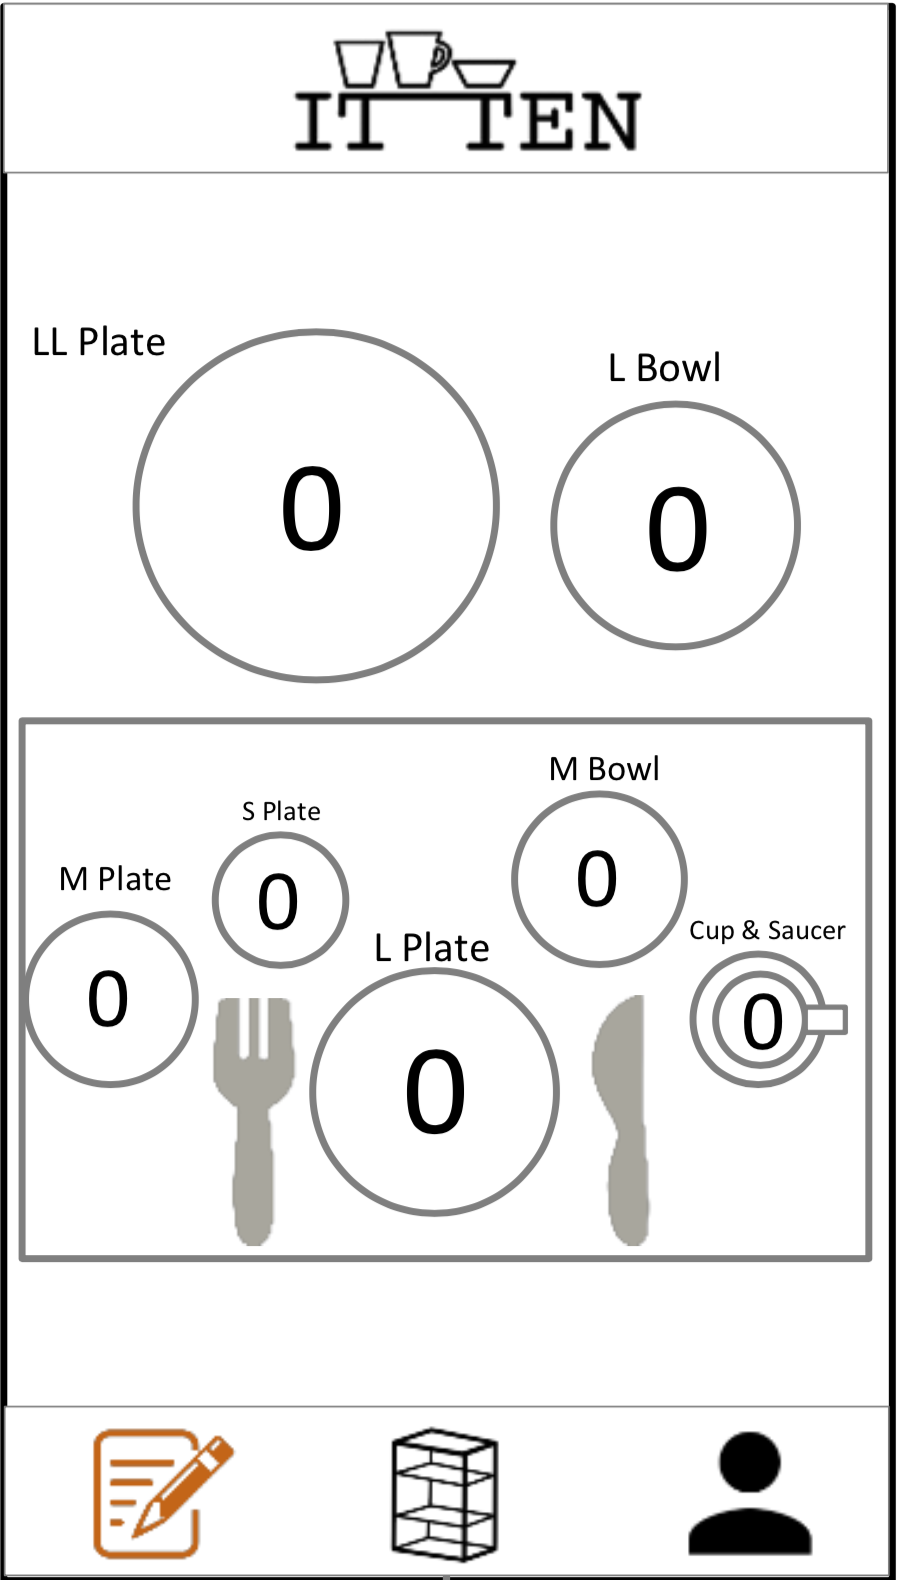 IT TEN
LL Plate
0
L Bowl
0
M Bowl
0
S Plate
0
M Plate
0
L Plate
0
Cup & Saucer
0